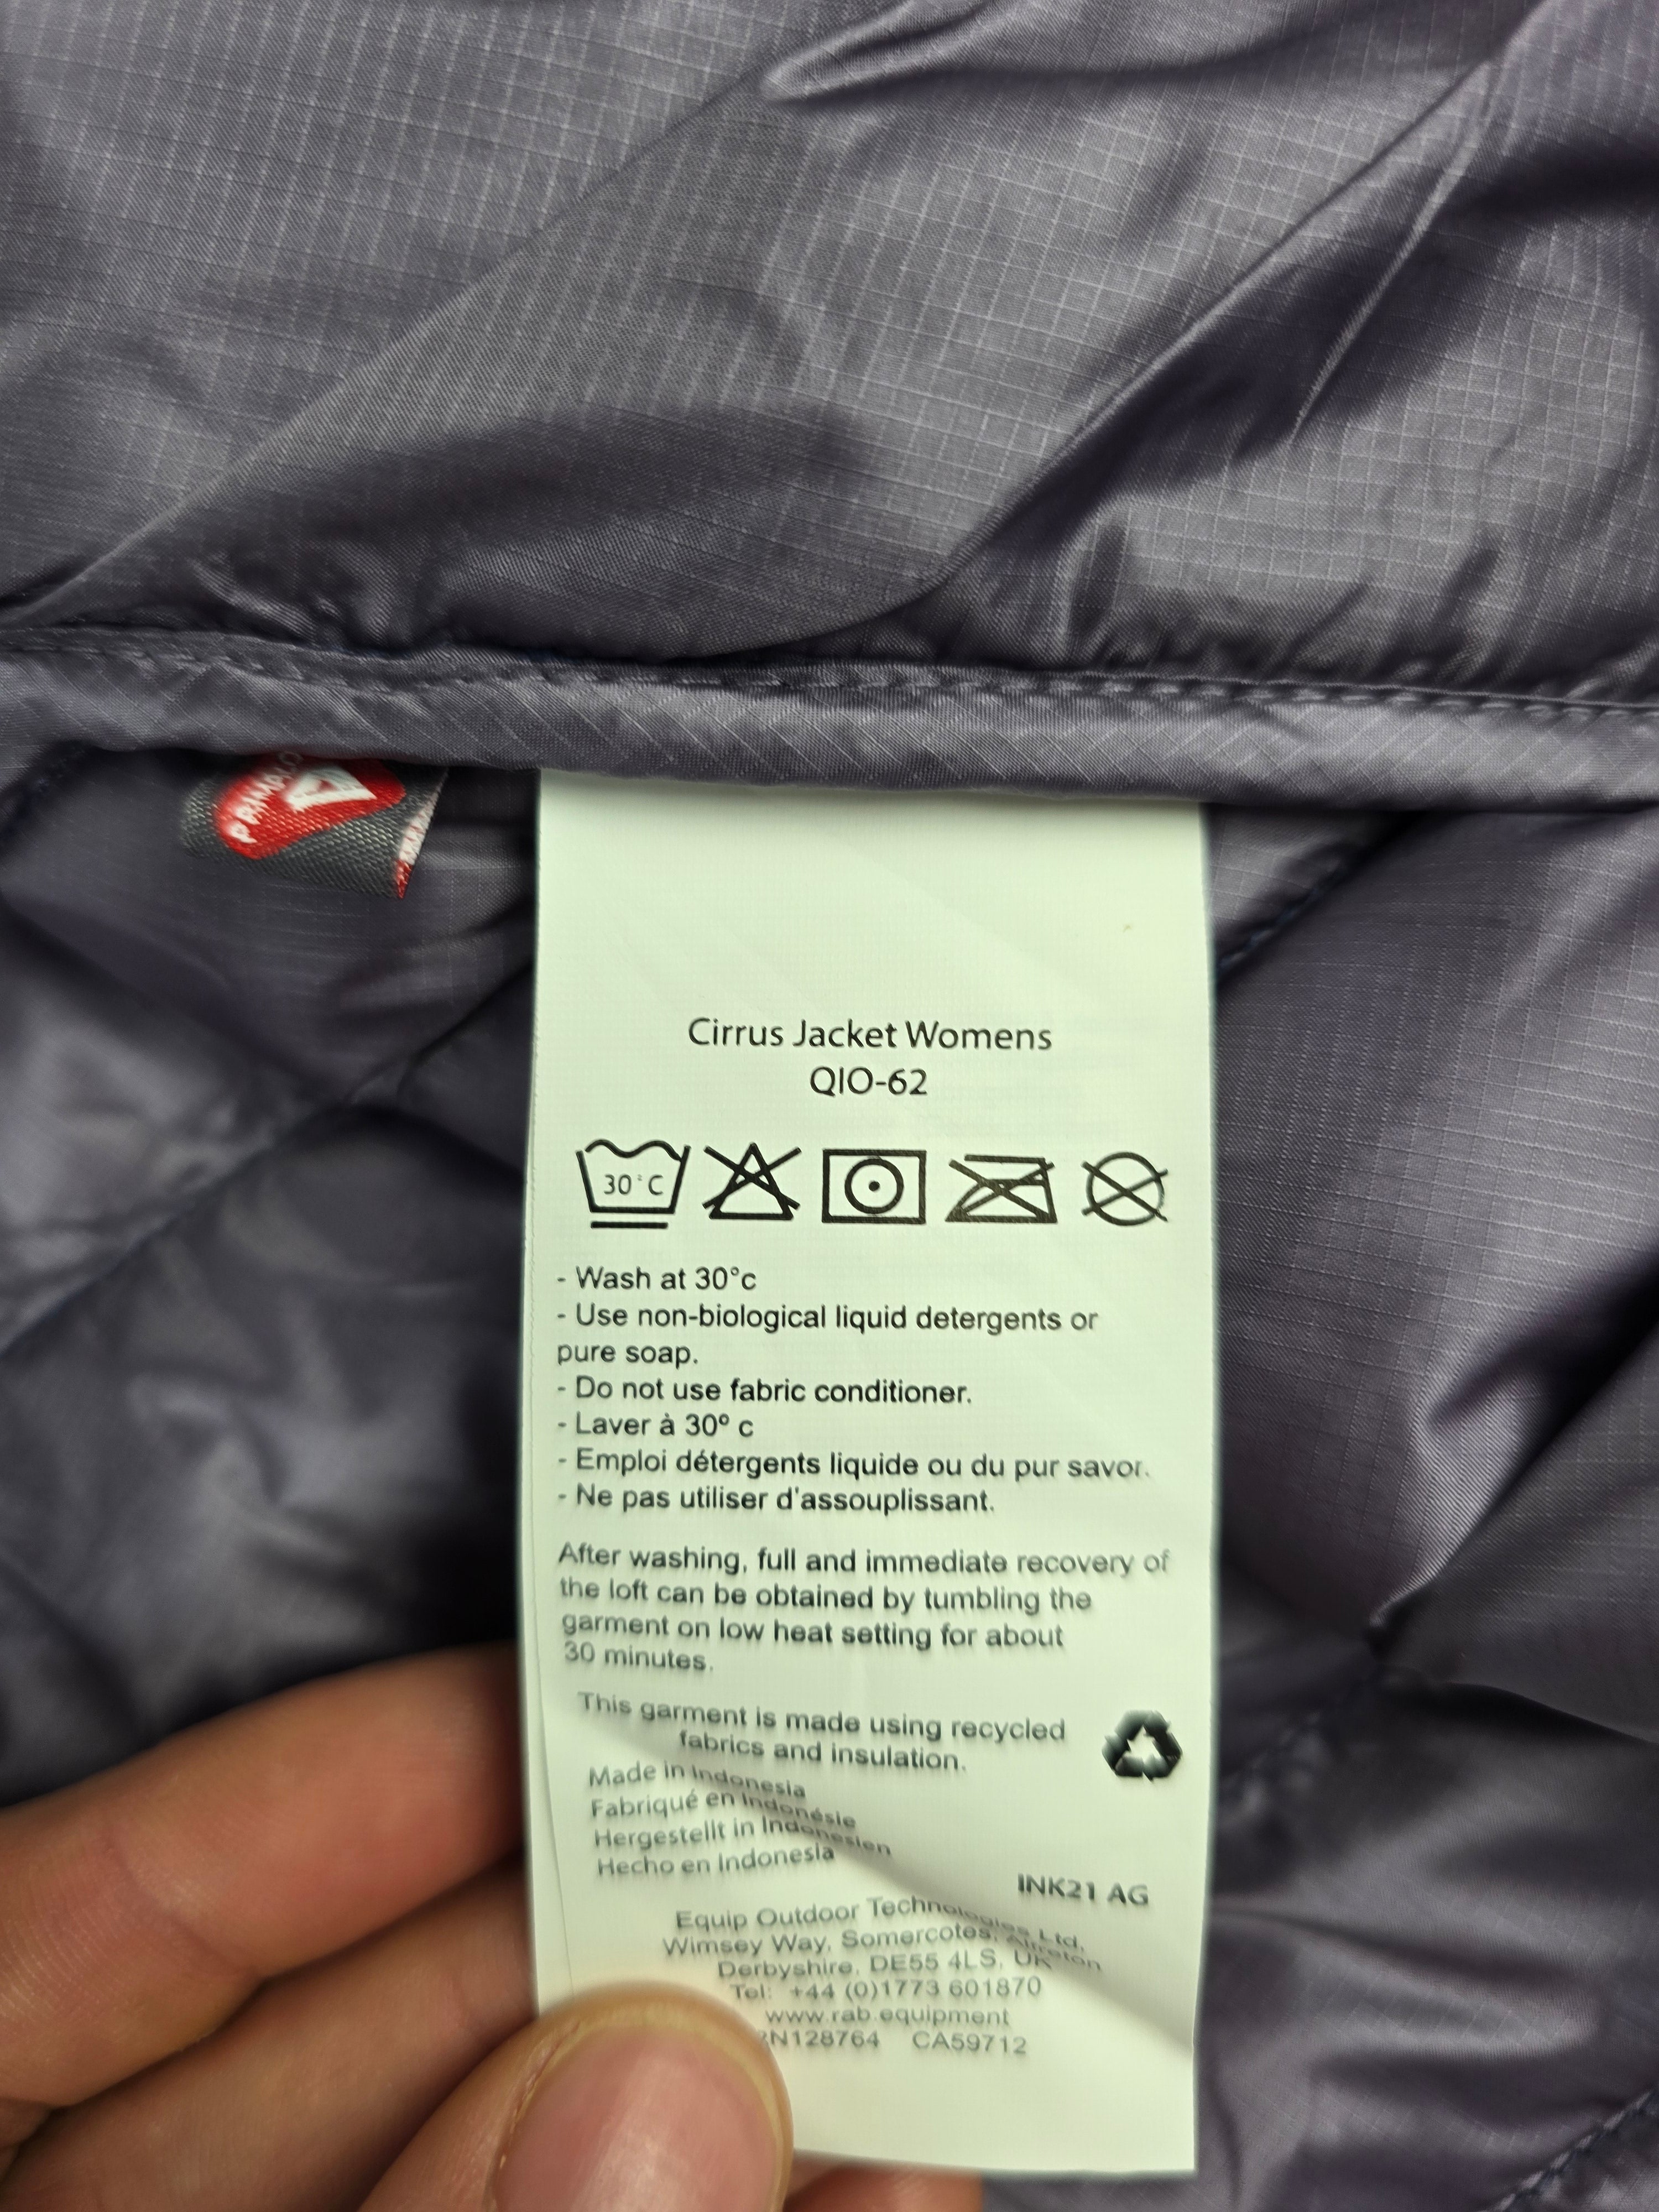 PRIMALO
Cirrus Jacket Womens
QIO-62
30°C
- Wash at 30°c
- Use non-biological liquid detergents or
pure soap.
- Do not use fabric conditioner.
- Laver à 30º c
- Emploi détergents liquide ou du pur savor.
- Ne pas utiliser d'assouplissant.
After washing, full and immediate recovery of
the loft can be obtained by tumbling the
garment on low heat setting for about
30 minutes.
This garment is made using recycled
fabrics and insulation.
Made in Indonesia
Fabriqué en Indonésie
Hergestellt in Indonesien
Hecho en Indonesia
INK21 AG
Equip Outdoor Technologies Ltd,
Wimsey Way, Somercotes, Alfreton
Derbyshire, DE55 4LS, UK
Tel: +44 (0)1773 601870
www.rab.equipment
RN128764 CA59712